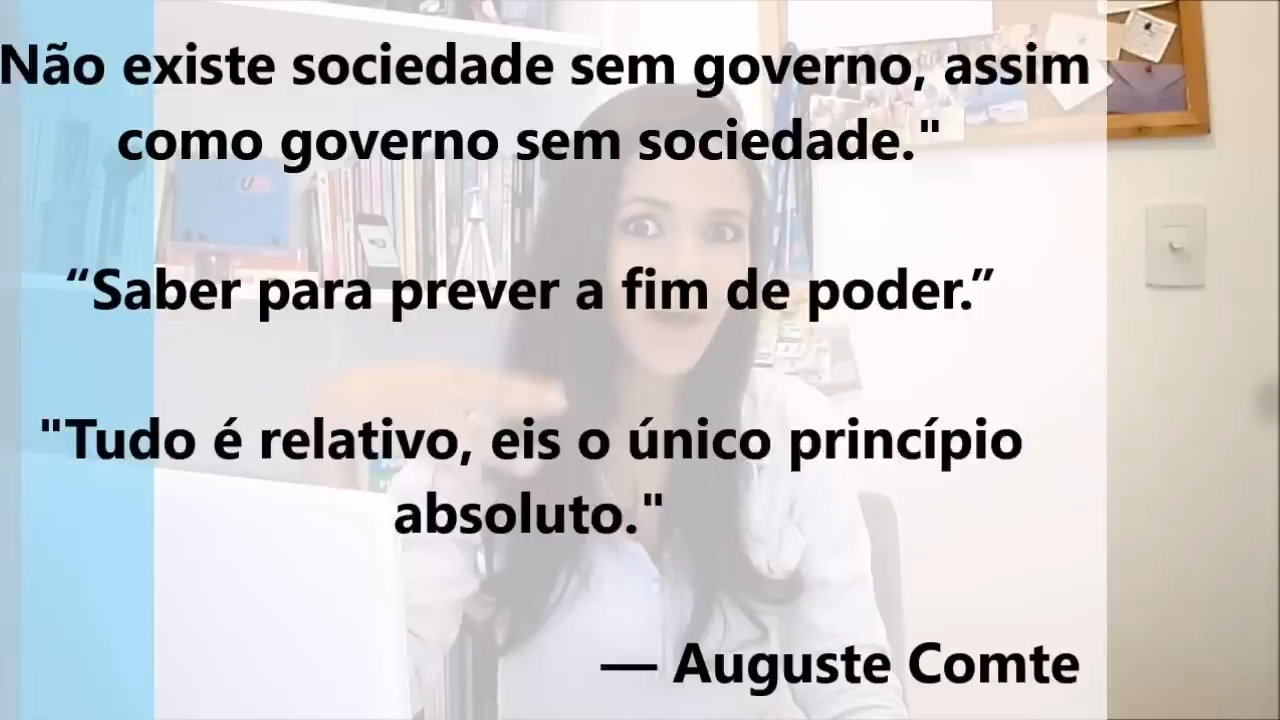 Não existe sociedade sem governo, assim
como governo sem sociedade."
“Saber para prever a fim de poder.”
"Tudo é relativo, eis o único princípio
absoluto."
— Auguste Comte